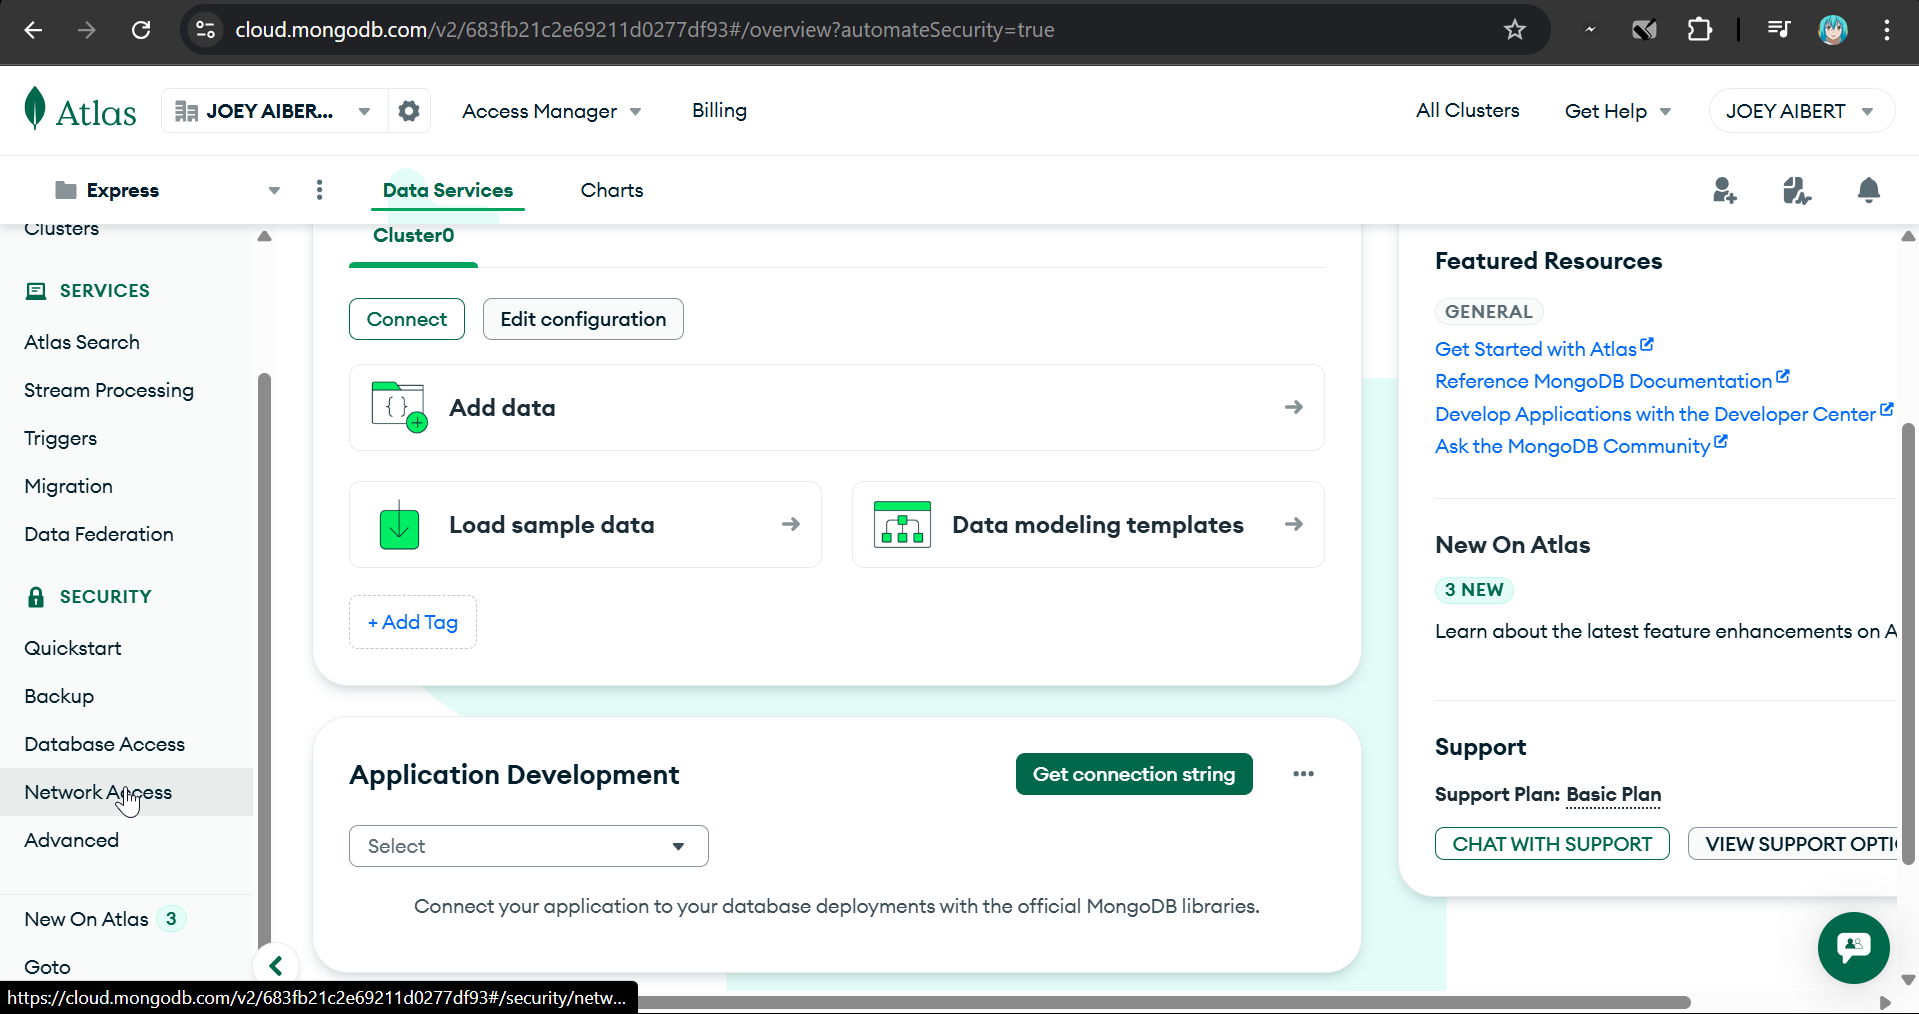 cloud.mongodb.com/v2/683fb21c2e69211d0277df93#/overview?automateSecurity=true
Atlas
JOEY AIBER...
Access Manager
Billing
All Clusters
Get Help
JOEY AIBERT
Express
Data Services
Charts
Clusters
SERVICES
Atlas Search
Stream Processing
Triggers
Migration
Data Federation
SECURITY
Quickstart
Backup
Database Access
Network Access
Advanced
New On Atlas 3
Goto
https://cloud.mongodb.com/v2/683fb21c2e69211d0277df93#/security/netw...
Cluster0
Connect
Edit configuration
{}
Add data
Load sample data
Data modeling templates
+ Add Tag
Application Development
Get connection string
Select
Connect your application to your database deployments with the official MongoDB libraries.
Featured Resources
GENERAL
Get Started with Atlas
Reference MongoDB Documentation
Develop Applications with the Developer Center
Ask the MongoDB Community
New On Atlas
3 NEW
Learn about the latest feature enhancements on A
Support
Support Plan: Basic Plan
CHAT WITH SUPPORT
VIEW SUPPORT OPTI